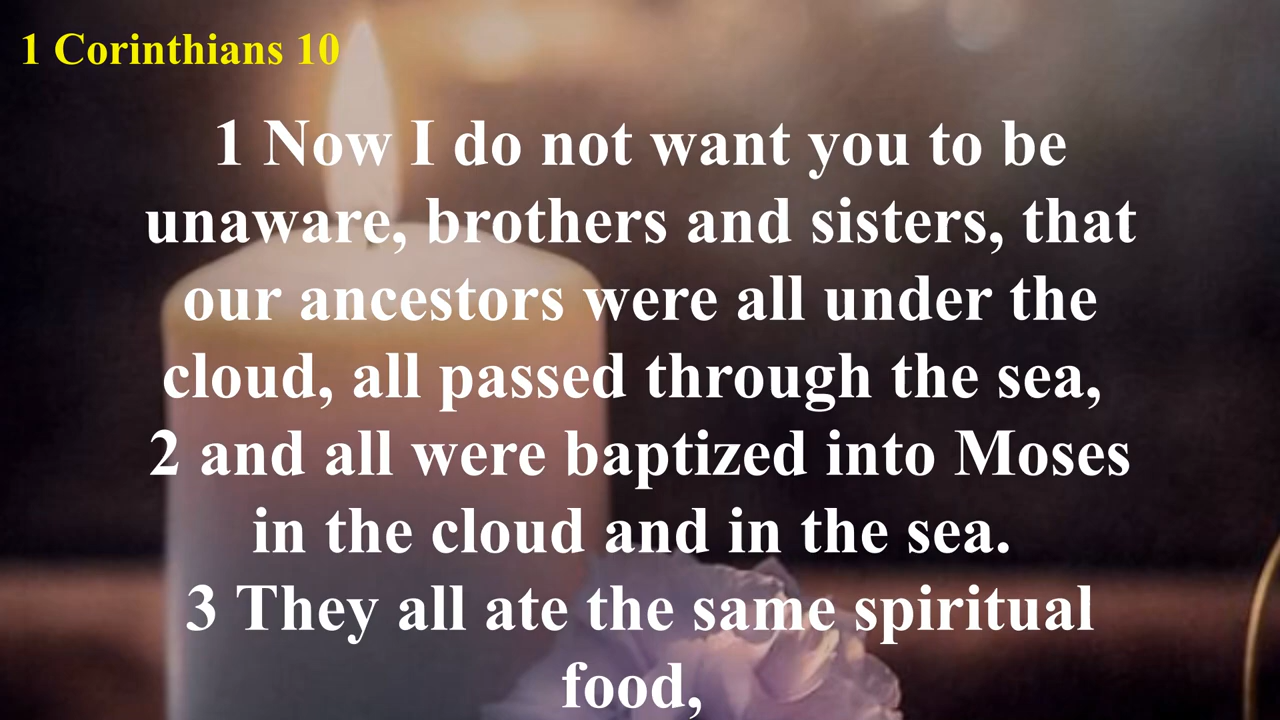 1 Corinthians 10
1 Now I do not want you to be
unaware, brothers and sisters, that
our ancestors were all under the
cloud, all passed through the sea,
2 and all were baptized into Moses
in the cloud and in the sea.
3 They all ate the same spiritual
food,